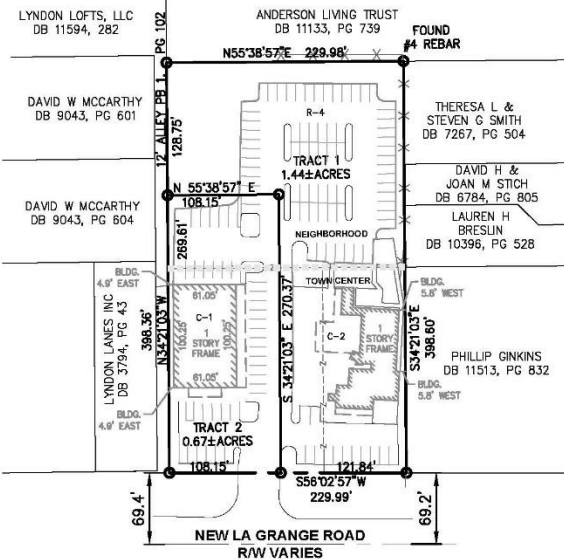 LYNDON LOFTS, LLC
DB 11594, 282
ANDERSON LIVING TRUST
DB 11133, PG 739
FOUND
#4 REBAR
N55°38'57"E 229.98'
12' ALLEY PB 1, PG 102
DAVID W MCCARTHY
DB 9043, PG 601
128.75'
R-4
TRACT 1
1.44±ACRES
THERESA L &
STEVEN G SMITH
DB 7267, PG 504
DAVID H &
JOAN M STICH
DB 6784, PG 805
N 55°38'57" E
108.15'
DAVID W MCCARTHY
DB 9043, PG 604
LAUREN H
BRESLIN
DB 10396, PG 528
NEIGHBORHOOD
269.61'
TOWN CENTER
BLDG.
4.9' EAST
BLDG.
5.8' WEST
LYNDON LANES INC
DB 3794, PG 43
398.36'
N34°21'03"W
61.05'
C-1
1
STORY
FRAME
100.25'
100.25'
61.05'
S 34°21'03" E 270.37'
C-2
1
STORY
FRAME
S34°21'03"E
398.60'
PHILLIP GINKINS
DB 11513, PG 832
BLDG.
4.9' EAST
BLDG.
5.8' WEST
TRACT 2
0.67±ACRES
108.15'
121.84'
S56°02'57"W
229.99'
69.4'
69.2'
NEW LA GRANGE ROAD
R/W VARIES